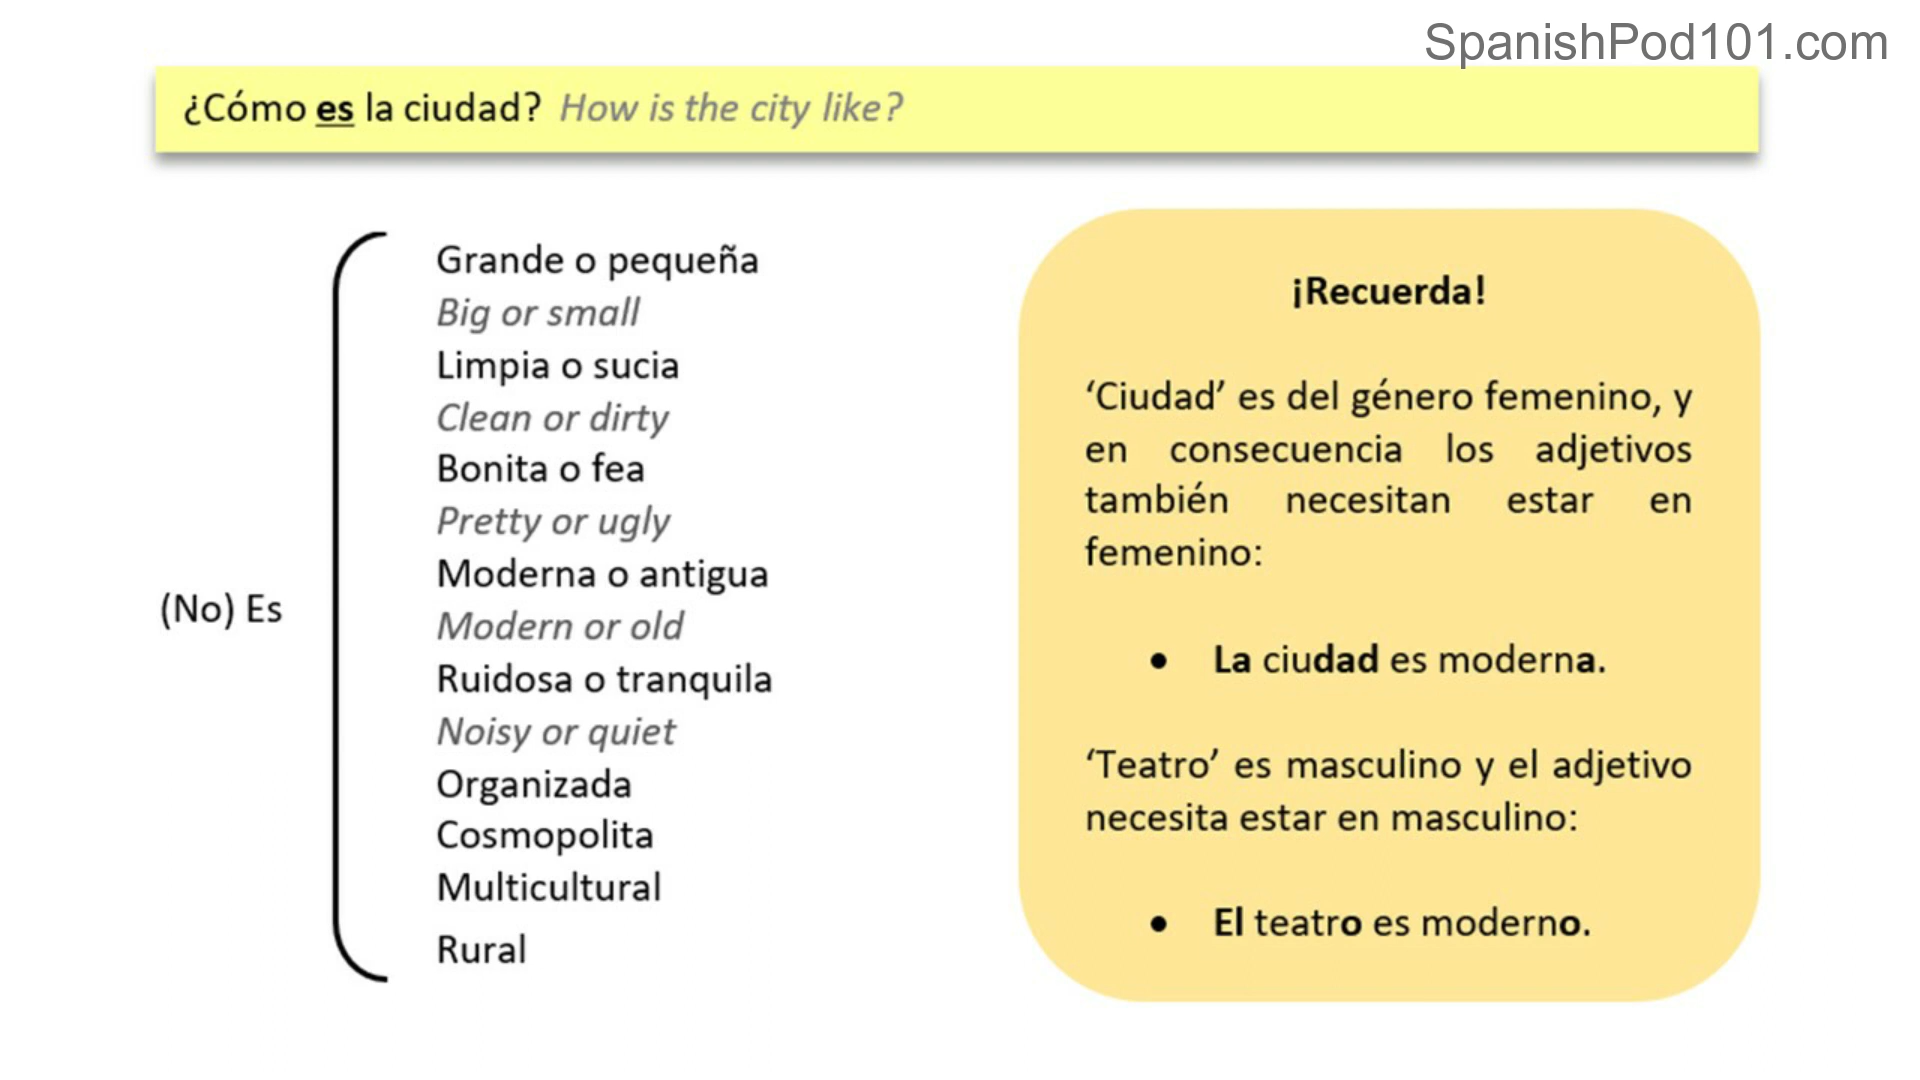 SpanishPod101.com
¿Cómo es la ciudad? How is the city like?
(No) Es
Grande o pequeña
Big or small
Limpia o sucia
Clean or dirty
Bonita o fea
Pretty or ugly
Moderna o antigua
Modern or old
Ruidosa o tranquila
Noisy or quiet
Organizada
Cosmopolita
Multicultural
Rural
¡Recuerda!
‘Ciudad’ es del género femenino, y
en consecuencia los adjetivos
también necesitan estar en
femenino:
• La ciudad es moderna.
‘Teatro’ es masculino y el adjetivo
necesita estar en masculino:
• El teatro es moderno.